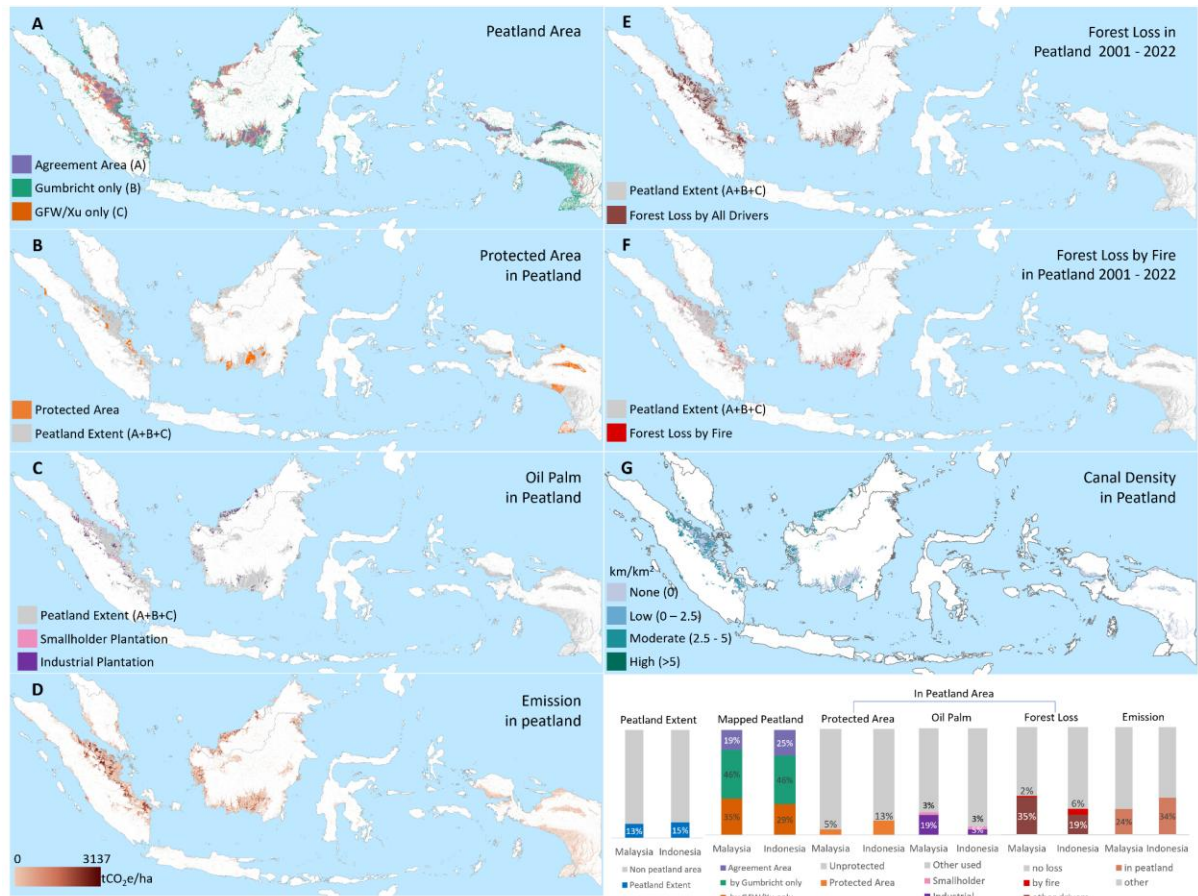 A
Peatland Area
Agreement Area (A)
Gumbricht only (B)
GFW/Xu only (C)
B
Protected Area
in Peatland
Protected Area
Peatland Extent (A+B+C)
C
Oil Palm
in Peatland
Peatland Extent (A+B+C)
Smallholder Plantation
Industrial Plantation
D
Emission
in peatland
0
3137
tCO₂e/ha
E
Forest Loss in
Peatland 2001 - 2022
Peatland Extent (A+B+C)
Forest Loss by All Drivers
F
Forest Loss by Fire
in Peatland 2001 - 2022
Peatland Extent (A+B+C)
Forest Loss by Fire
G
Canal Density
in Peatland
km/km²
None (0)
Low (0 – 2.5)
Moderate (2.5 - 5)
High (>5)
In Peatland Area
Peatland Extent
13%
15%
Malaysia Indonesia
Non peatland area
Peatland Extent
Mapped Peatland
19%
25%
46%
46%
35%
29%
Malaysia Indonesia
Agreement Area
by Gumbricht only
Protected Area
5%
13%
Malaysia Indonesia
Unprotected
Protected Area
Oil Palm
3%
3%
19%
5%
Malaysia Indonesia
Other used
Smallholder
Forest Loss
2%
6%
35%
19%
Malaysia Indonesia
no loss
by fire
Emission
24%
34%
Malaysia Indonesia
in peatland
other